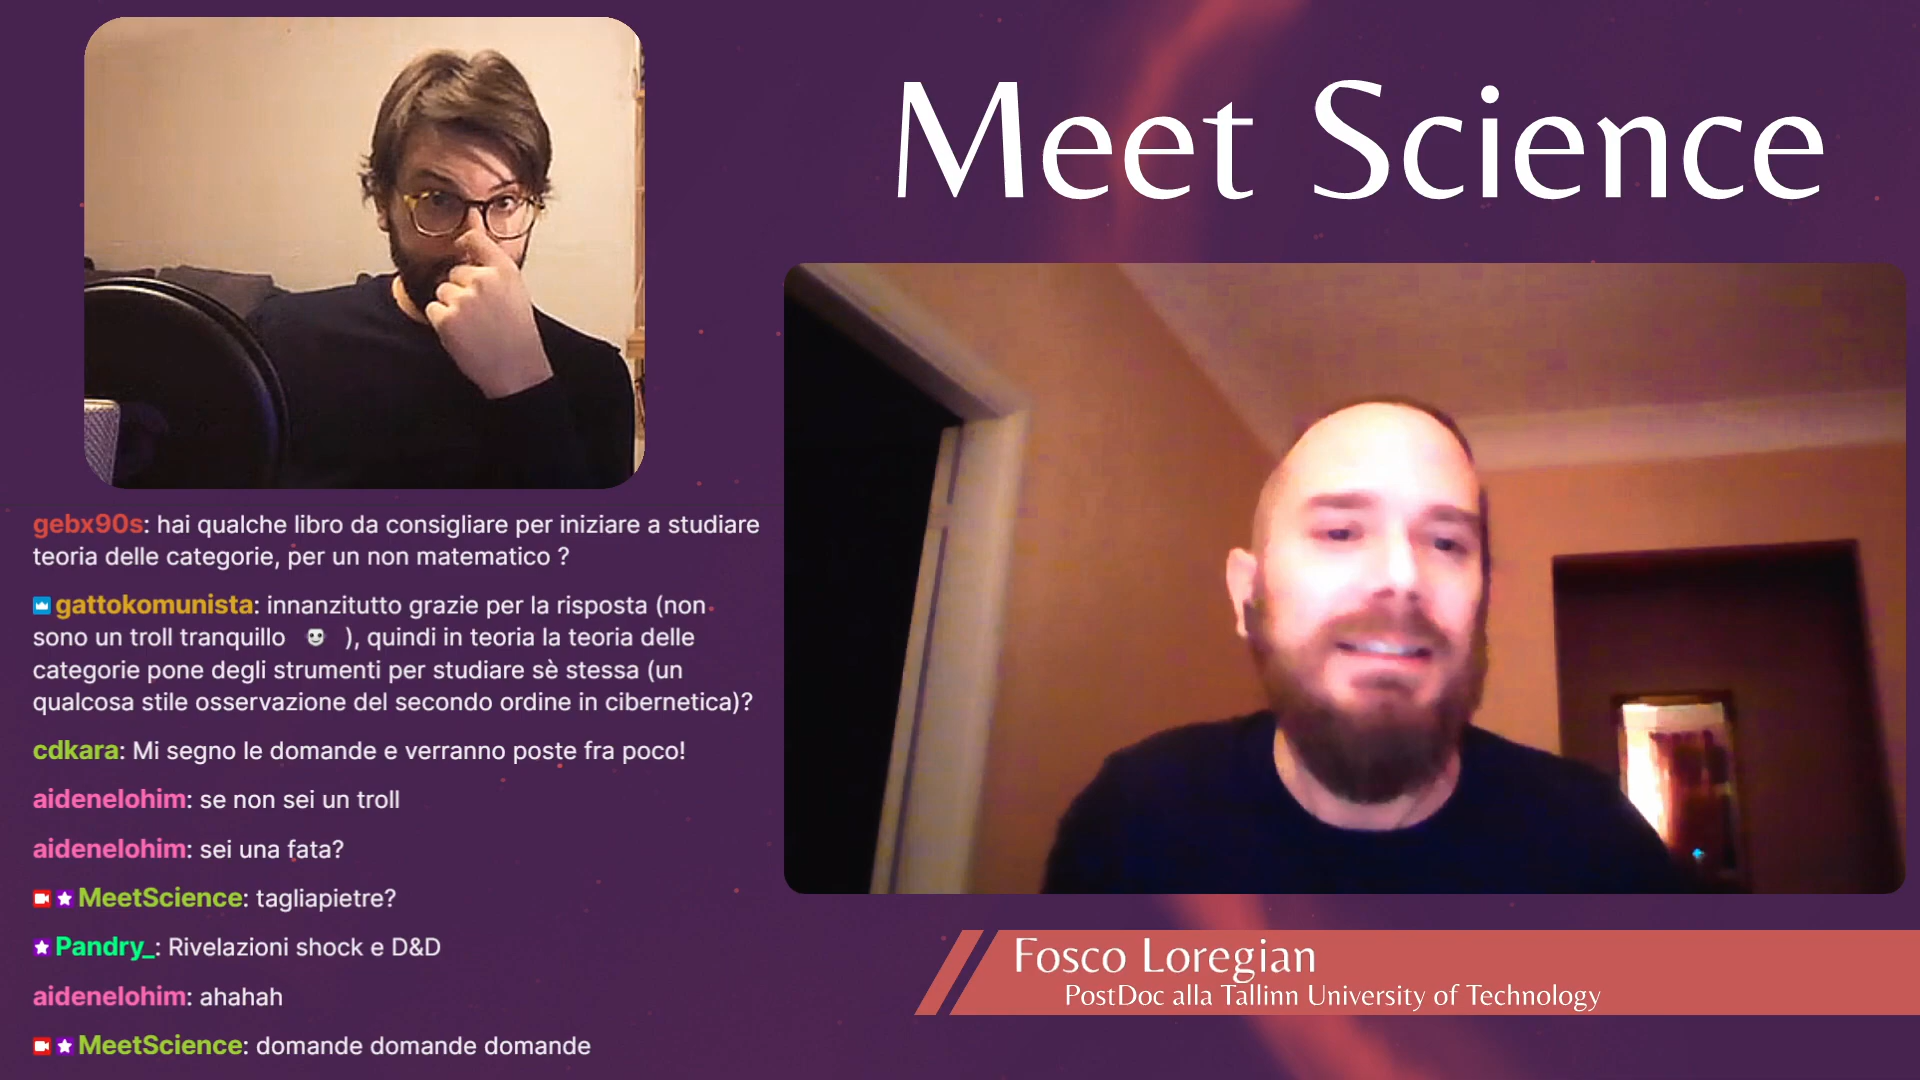 Meet Science
gebx90s: hai qualche libro da consigliare per iniziare a studiare
teoria delle categorie, per un non matematico ?
gattokomunista: innanzitutto grazie per la risposta (non
sono un troll tranquillo ), quindi in teoria la teoria delle
categorie pone degli strumenti per studiare sè stessa (un
qualcosa stile osservazione del secondo ordine in cibernetica)?
cdkara: Mi segno le domande e verranno poste fra poco!
aidenelohim: se non sei un troll
aidenelohim: sei una fata?
MeetScience: tagliapietre?
Pandry_: Rivelazioni shock e D&D
aidenelohim: ahahah
MeetScience: domande domande domande
Fosco Loregian
PostDoc alla Tallinn University of Technology